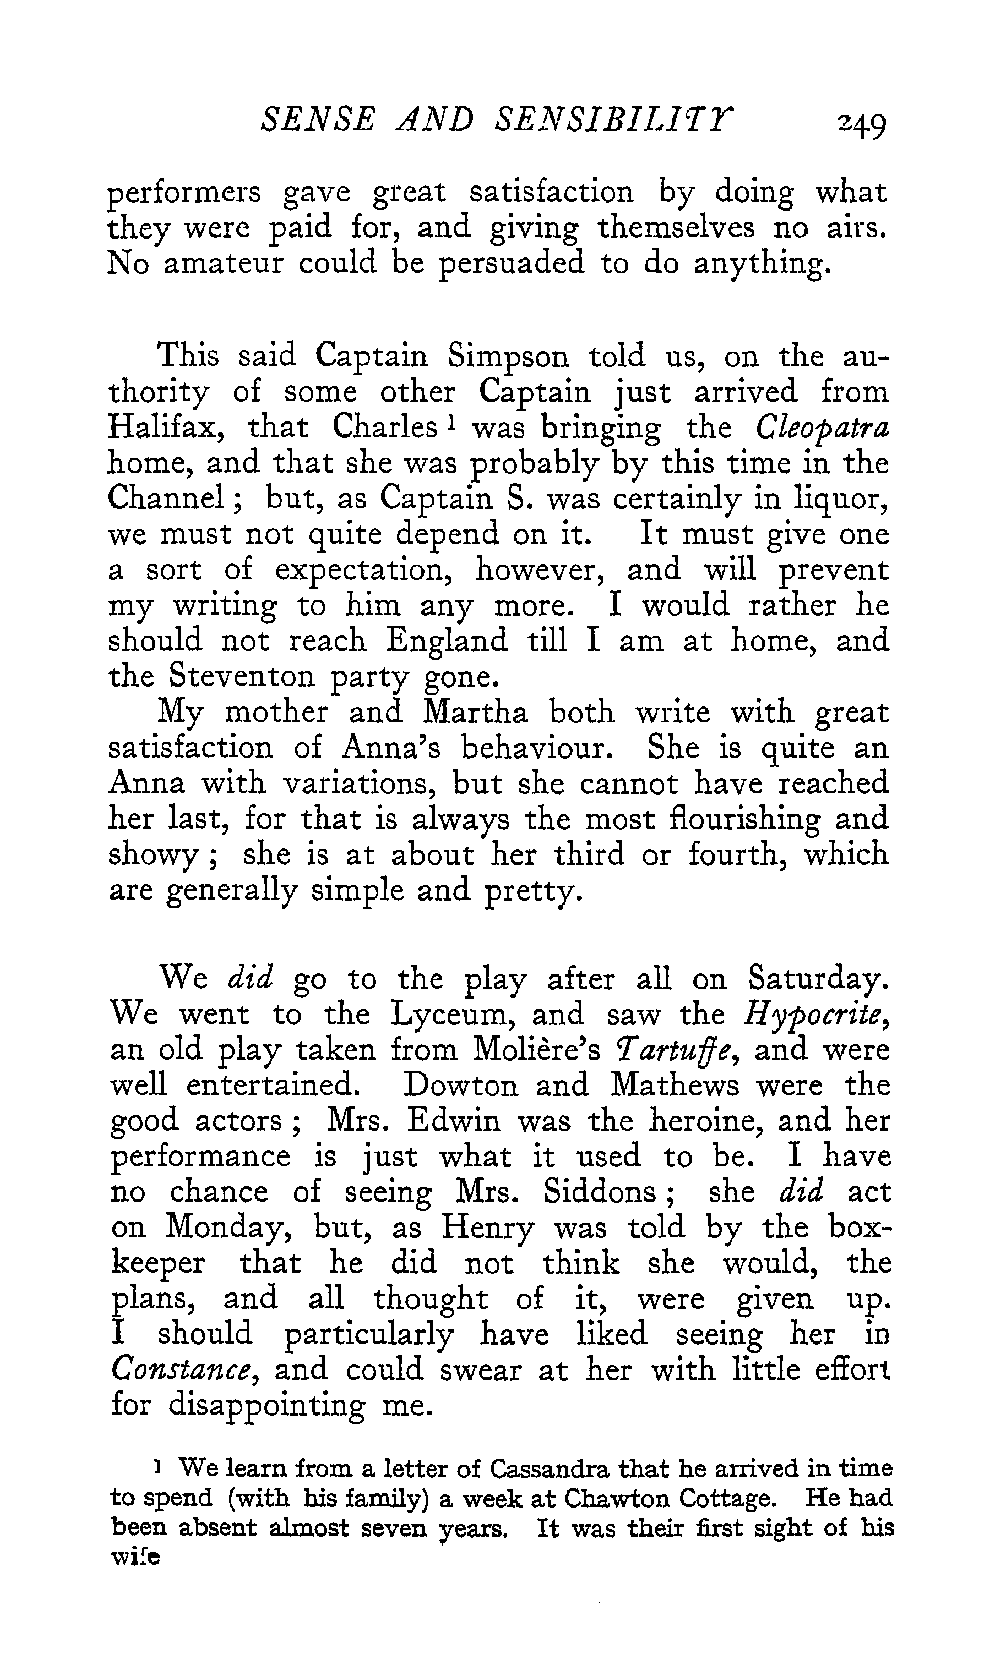 SENSE AND SENSIBILITY 249
performers gave great satisfaction by doing what
they were paid for, and giving themselves no airs.
No amateur could be persuaded to do anything.
This said Captain Simpson told us, on the au-
thority of some other Captain just arrived from
Halifax, that Charles ¹ was bringing the Cleopatra
home, and that she was probably by this time in the
Channel ; but, as Captain S. was certainly in liquor,
we must not quite depend on it. It must give one
a sort of expectation, however, and will prevent
my writing to him any more. I would rather he
should not reach England till I am at home, and
the Steventon party gone.
My mother and Martha both write with great
satisfaction of Anna's behaviour. She is quite an
Anna with variations, but she cannot have reached
her last, for that is always the most flourishing and
showy ; she is at about her third or fourth, which
are generally simple and pretty.
We did go to the play after all on Saturday.
We went to the Lyceum, and saw the Hypocrite,
an old play taken from Molière's Tartuffe, and were
well entertained. Dowton and Mathews were the
good actors ; Mrs. Edwin was the heroine, and her
performance is just what it used to be. I have
no chance of seeing Mrs. Siddons ; she did act
on Monday, but, as Henry was told by the box-
keeper that he did not think she would, the
plans, and all thought of it, were given up.
I should particularly have liked seeing her in
Constance, and could swear at her with little effort
for disappointing me.
¹ We learn from a letter of Cassandra that he arrived in time
to spend (with his family) a week at Chawton Cottage. He had
been absent almost seven years. It was their first sight of his
wife